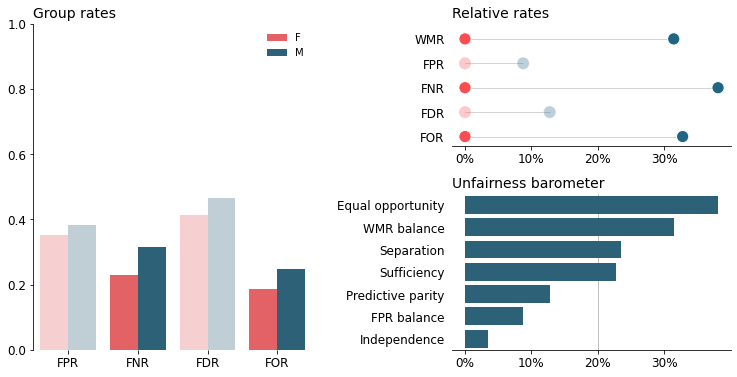 Group rates
1.0
0.8
0.6
0.4
0.2
0.0
F
M
FPR FNR FDR FOR
Relative rates
WMR
FPR
FNR
FDR
FOR
0% 10% 20% 30%
Unfairness barometer
Equal opportunity
WMR balance
Separation
Sufficiency
Predictive parity
FPR balance
Independence
0% 10% 20% 30%